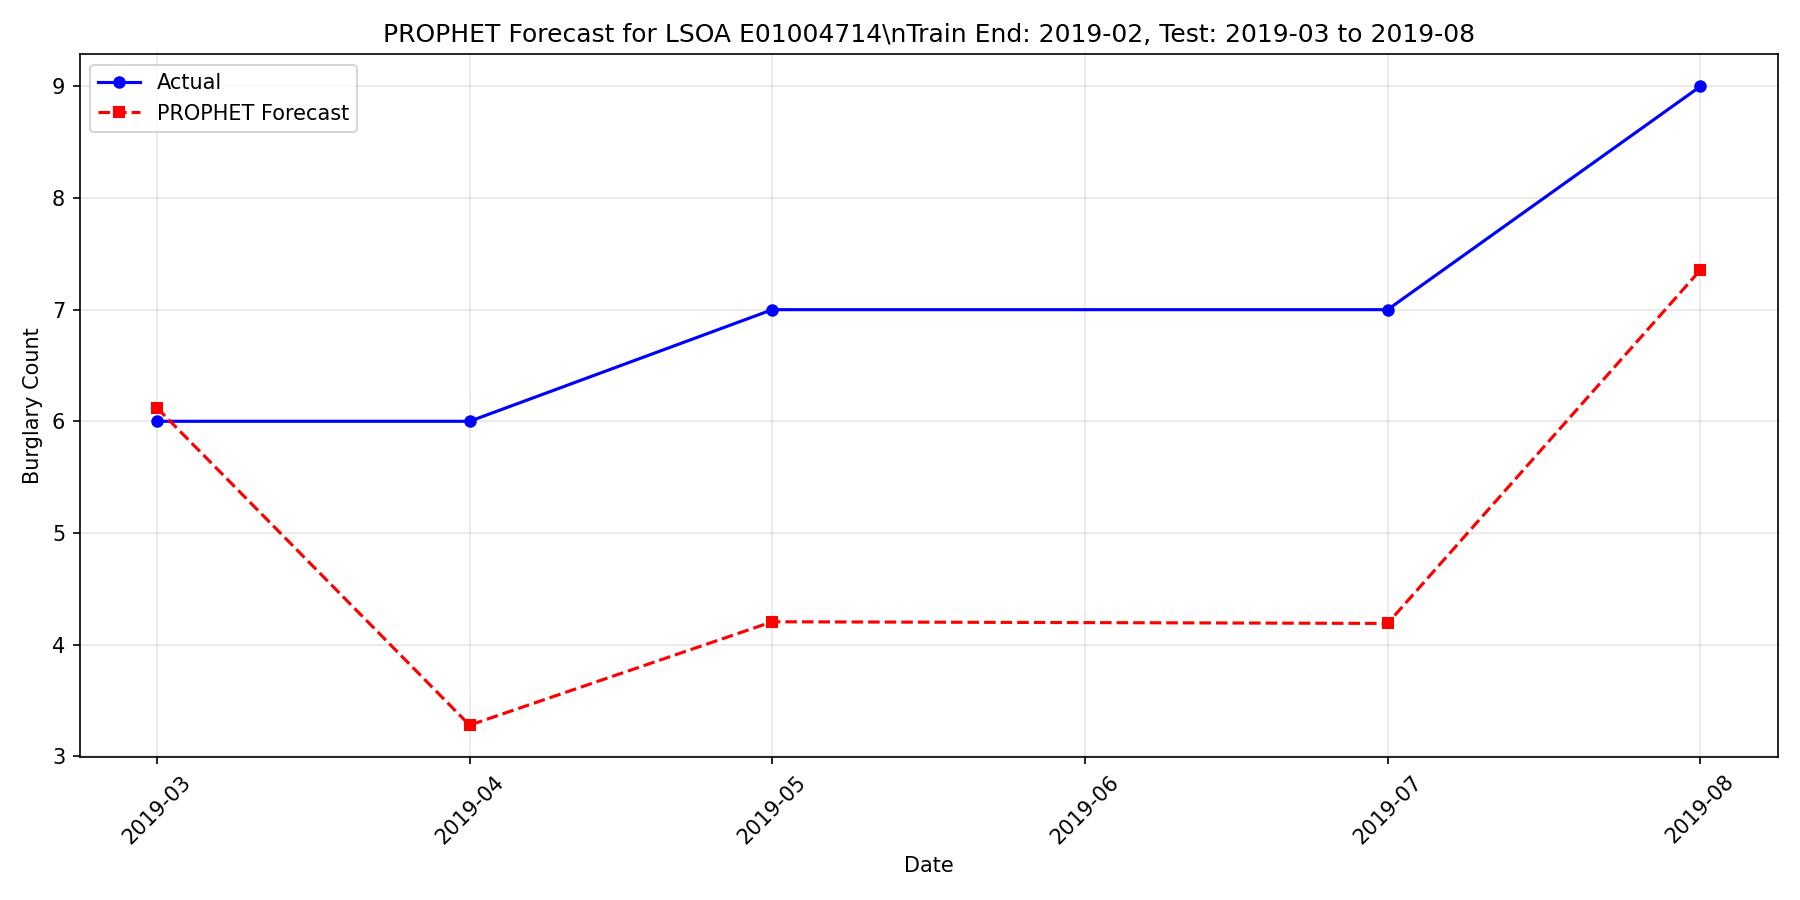 PROPHET Forecast for LSOA E01004714\nTrain End: 2019-02, Test: 2019-03 to 2019-08
Actual
PROPHET Forecast
9
8
7
6
5
4
3
Burglary Count
2019-03
2019-04
2019-05
2019-06
2019-07
2019-08
Date